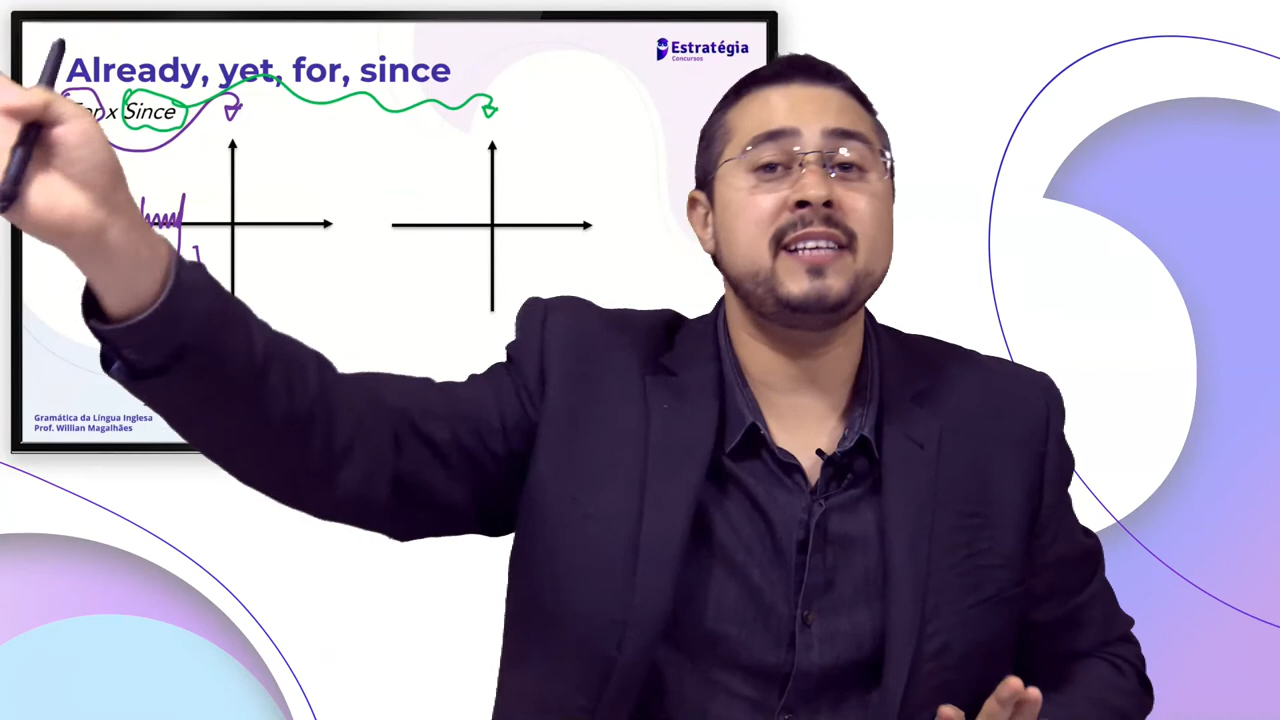 Already, yet, for, since
Estratégia
Concursos
x Since
Gramática da Língua Inglesa
Prof. Willian Magalhães